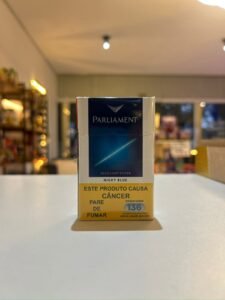 PARLIAMENT
NIGHT BLUE
ESTE PRODUTO CAUSA
CÂNCER
PARE
DE
FUMAR
136